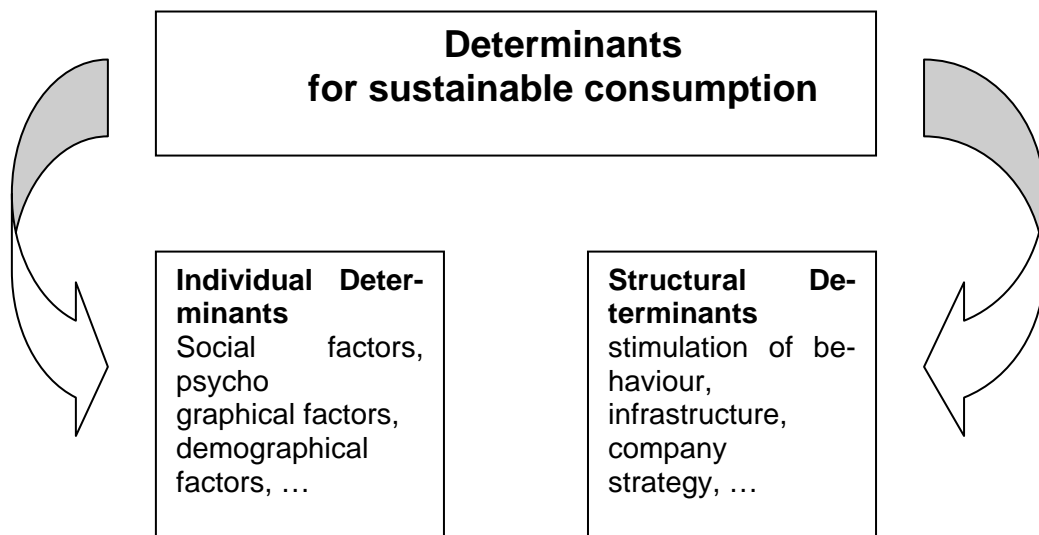 Determinants
for sustainable consumption
Individual Deter-
minants
Social factors,
psycho
graphical factors,
demographical
factors, …
Structural De-
terminants
stimulation of be-
haviour,
infrastructure,
company
strategy, …